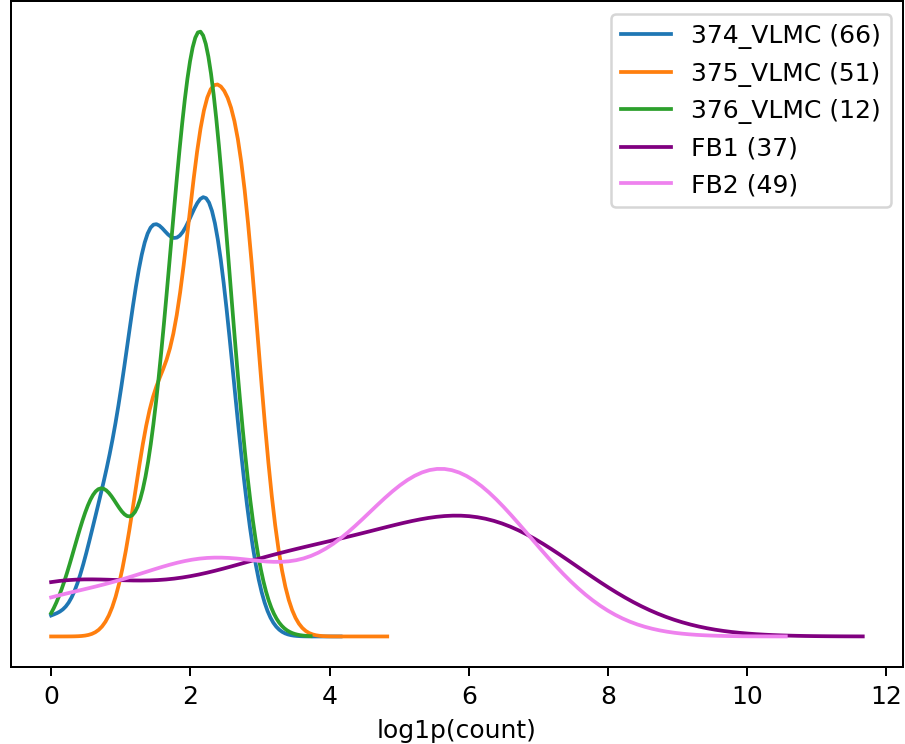 374_VLMC (66)
375_VLMC (51)
376_VLMC (12)
FB1 (37)
FB2 (49)
0 2 4 6 8 10 12
log1p(count)